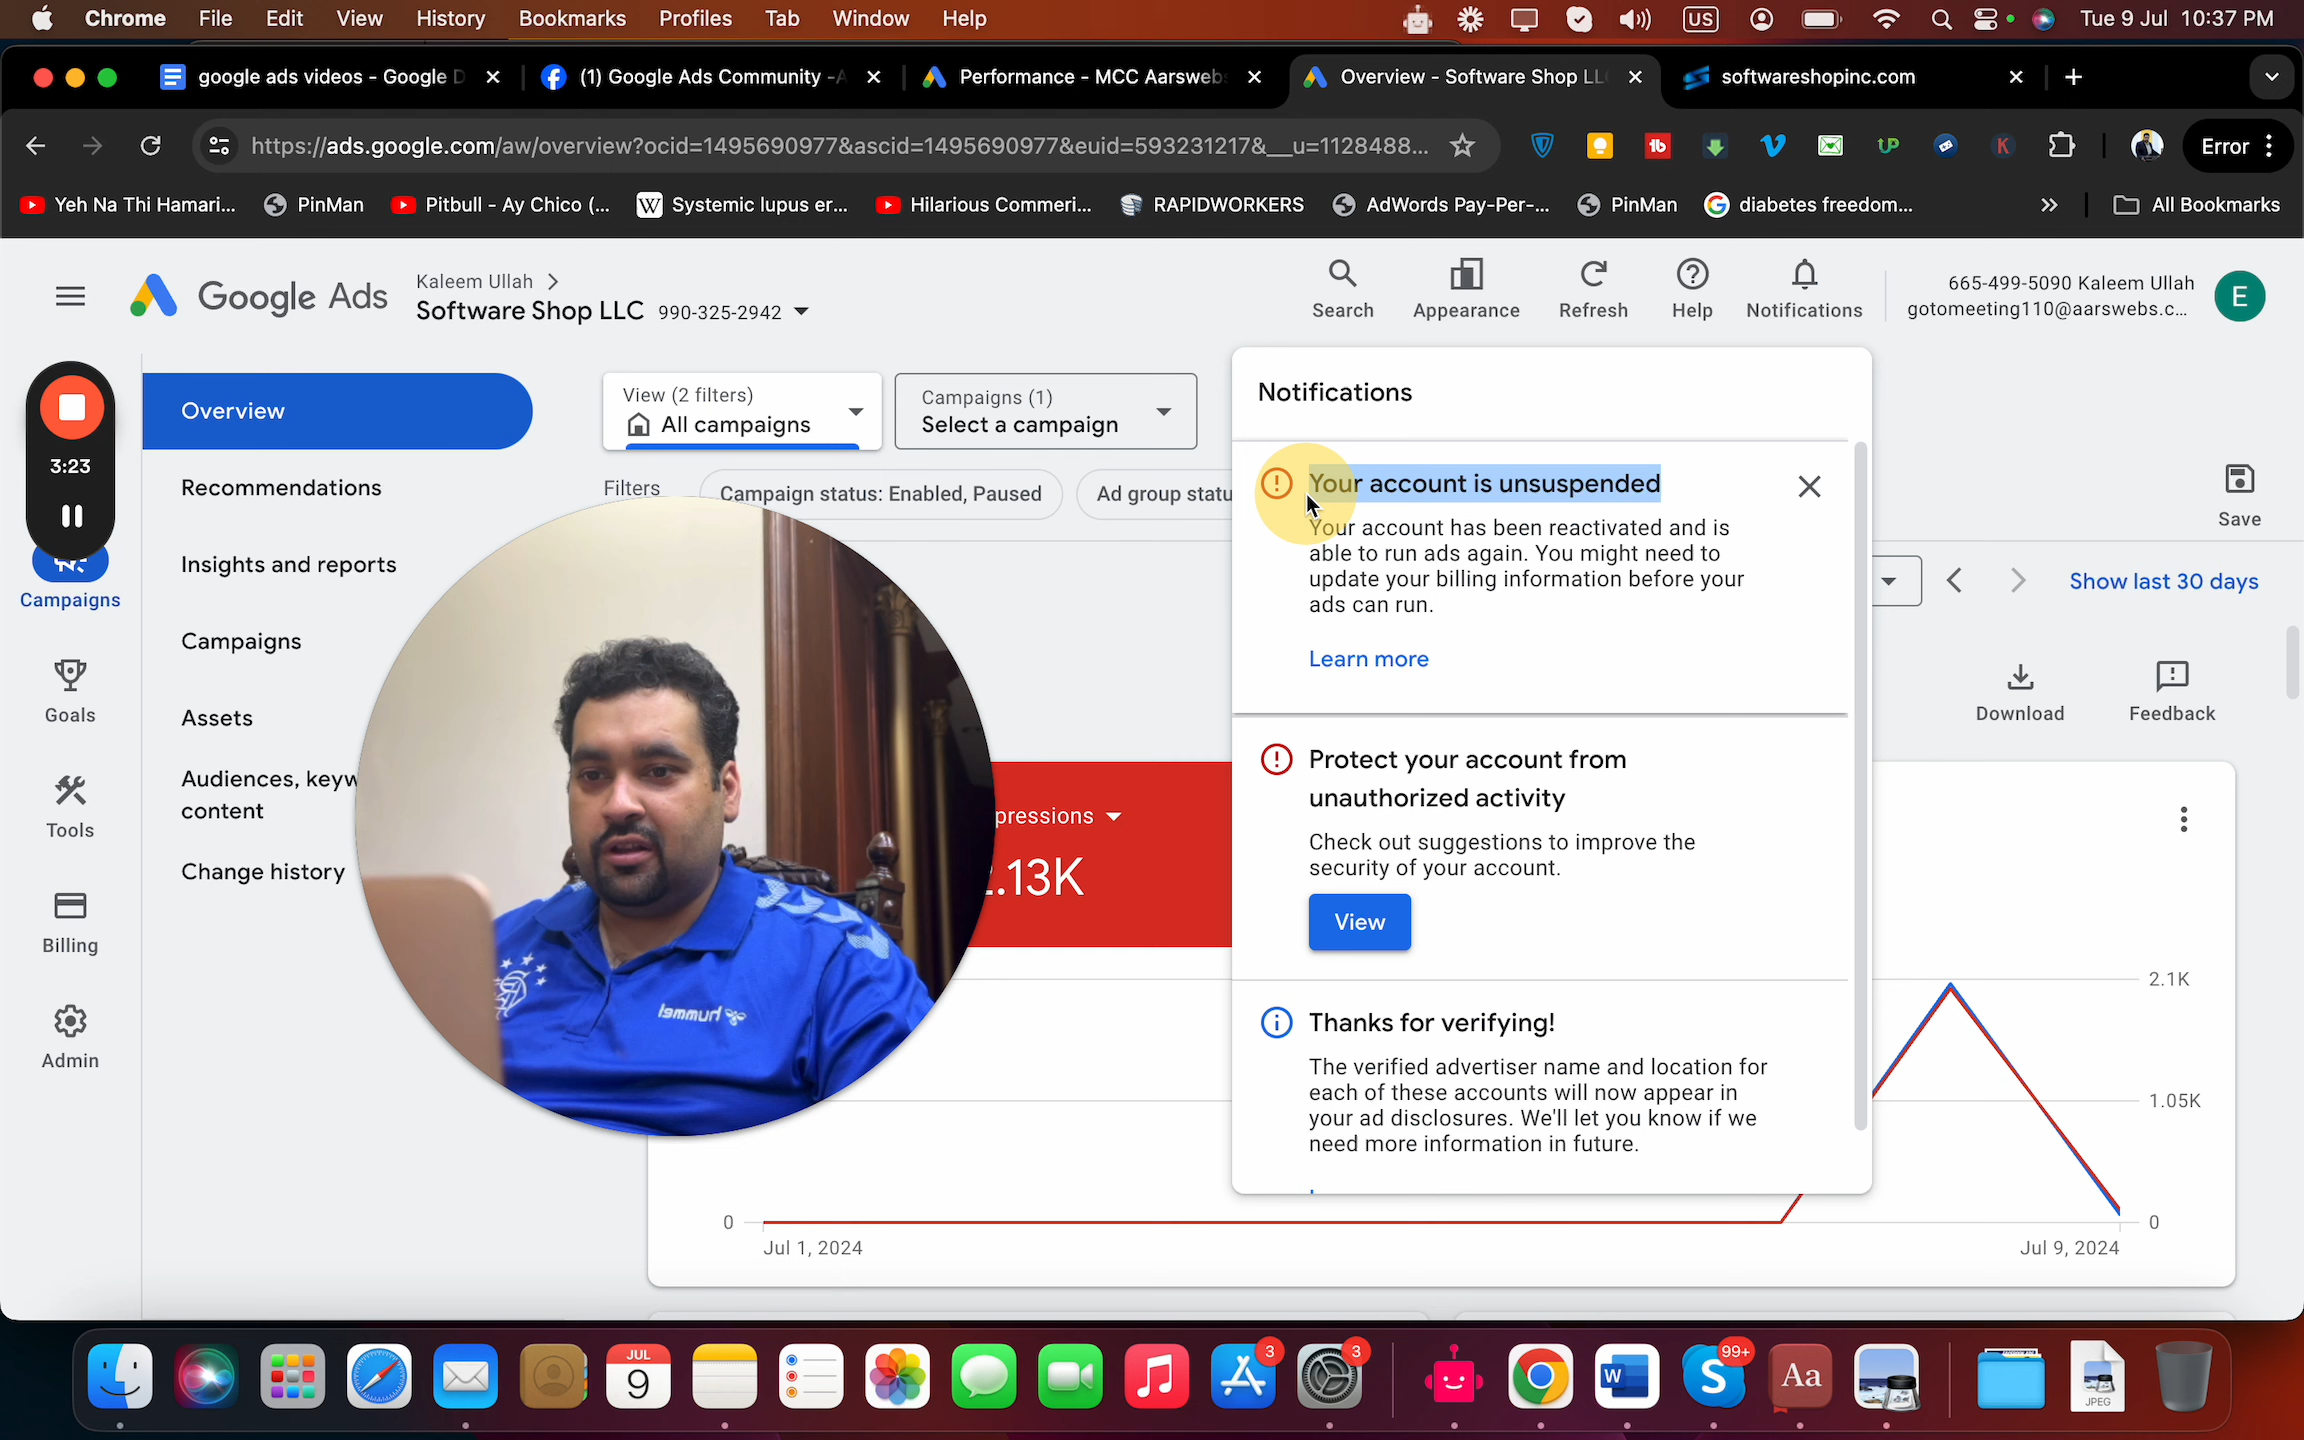 Chrome File Edit View History Bookmarks Profiles Tab Window Help US Tue 9 Jul 10:37 PM
google ads videos - Google D (1) Google Ads Community - Performance - MCC Aarswebs Overview - Software Shop LL softwareshopinc.com
https://ads.google.com/aw/overview?ocid=1495690977&ascid=1495690977&euid=593231217&__u=1128488... Error
Yeh Na Thi Hamari... PinMan Pitbull - Ay Chico (... Systemic lupus er... Hilarious Commeri... RAPIDWORKERS AdWords Pay-Per-... PinMan diabetes freedom... All Bookmarks
Google Ads
Kaleem Ullah
Software Shop LLC 990-325-2942
Search Appearance Refresh Help Notifications
665-499-5090 Kaleem Ullah
gotomeeting110@aarswebs.c...
E
3:23
Campaigns
Goals
Tools
Billing
Admin
Overview
Recommendations
Insights and reports
Campaigns
Assets
Audiences, keyw
content
Change history
View (2 filters)
All campaigns
Campaigns (1)
Select a campaign
Filters Campaign status: Enabled, Paused Ad group statu
Save
Show last 30 days
Download Feedback
Notifications
Your account is unsuspended
Your account has been reactivated and is
able to run ads again. You might need to
update your billing information before your
ads can run.
Learn more
Protect your account from
unauthorized activity
Check out suggestions to improve the
security of your account.
View
Thanks for verifying!
The verified advertiser name and location for
each of these accounts will now appear in
your ad disclosures. We'll let you know if we
need more information in future.
pressions
.13K
hummel
2.1K
1.05K
0 0
Jul 1, 2024 Jul 9, 2024
JUL
9
3
3
W
S
99+
Aa
JPEG